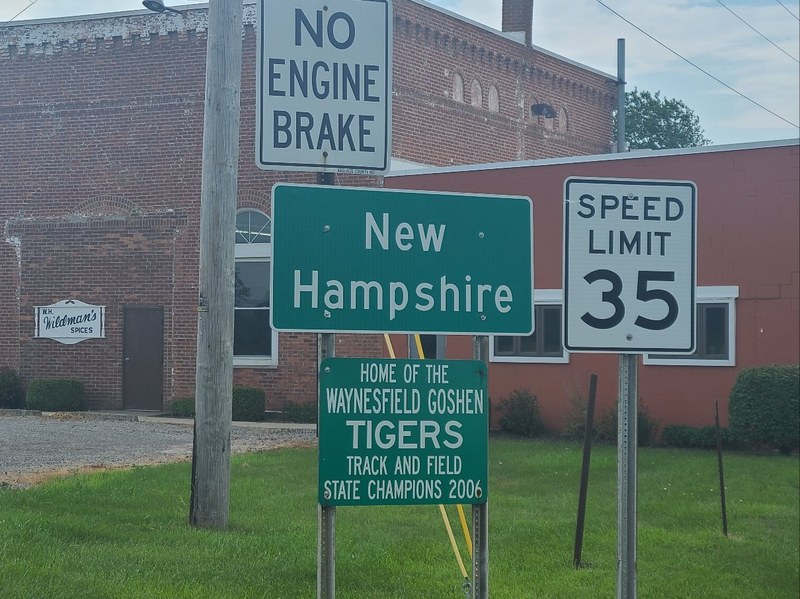 NO
ENGINE
BRAKE
New
Hampshire
SPEED
LIMIT
35
W.H.
Wildman's
SPICES
HOME OF THE
WAYNESFIELD GOSHEN
TIGERS
TRACK AND FIELD
STATE CHAMPIONS 2006